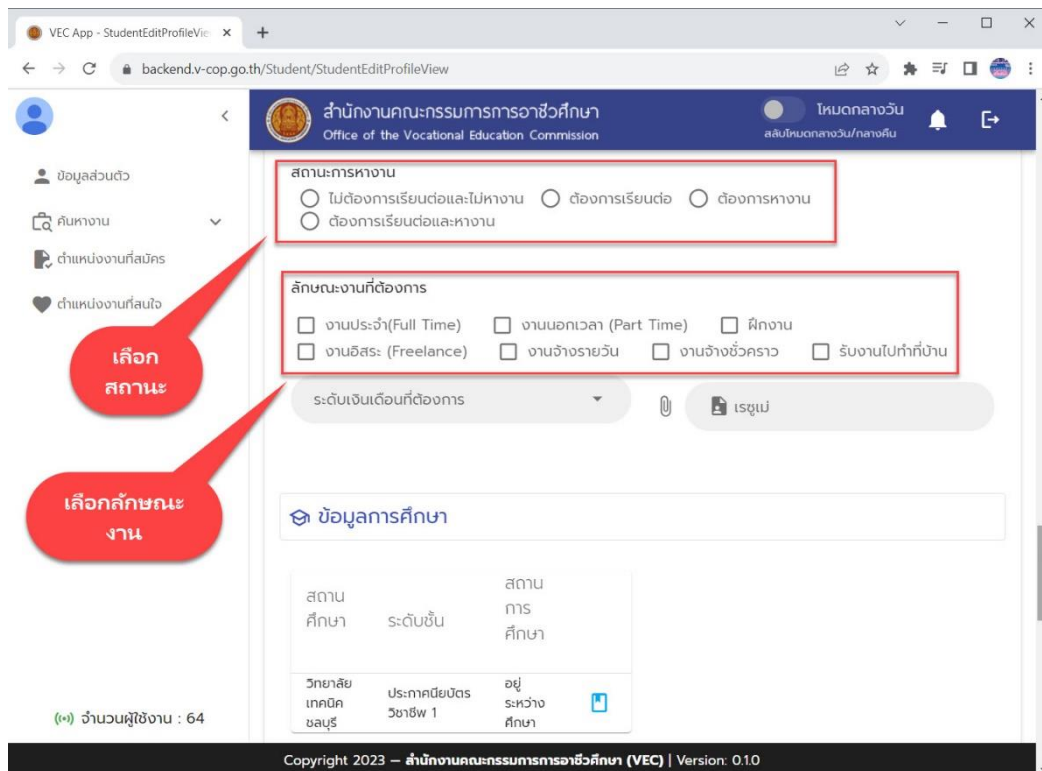 VEC App - StudentEditProfileVie
backend.v-cop.go.th/Student/StudentEditProfileView
สำนักงานคณะกรรมการการอาชีวศึกษา
Office of the Vocational Education Commission
โหมดกลางวัน
สลับโหมดกลางวัน/กลางคืน
ข้อมูลส่วนตัว
ค้นหางาน
ตำแหน่งงานที่สมัคร
ตำแหน่งงานที่สนใจ
สถานะการหางาน
ไม่ต้องการเรียนต่อและไม่หางาน ต้องการเรียนต่อ ต้องการหางาน
ต้องการเรียนต่อและหางาน
ลักษณะงานที่ต้องการ
งานประจำ(Full Time) งานนอกเวลา (Part Time) ฝึกงาน
งานอิสระ (Freelance) งานจ้างรายวัน งานจ้างชั่วคราว รับงานไปทำที่บ้าน
เลือก
สถานะ
ระดับเงินเดือนที่ต้องการ
เรซูเม่
เลือกลักษณะ
งาน
ข้อมูลการศึกษา
สถาน
ศึกษา
ระดับชั้น
สถาน
การ
ศึกษา
วิทยาลัย
เทคนิค
ชลบุรี
ประกาศนียบัตร
วิชาชีพ 1
อยู่
ระหว่าง
ศึกษา
จำนวนผู้ใช้งาน : 64
Copyright 2023 — สำนักงานคณะกรรมการการอาชีวศึกษา (VEC) | Version: 0.1.0